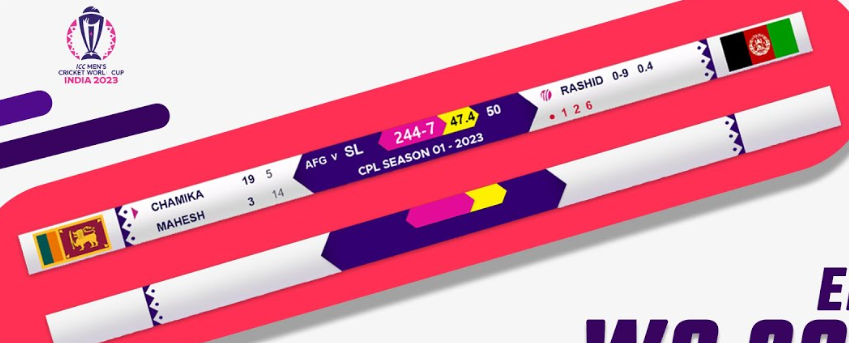 ICC MEN'S
CRICKET WORL CUP
INDIA 2023
CHAMIKA 19 5
MAHESH 3 14
AFG V SL 244-7 47.4 50
CPL SEASON 01 - 2023
RASHID 0-9 0.4
• 1 2 6